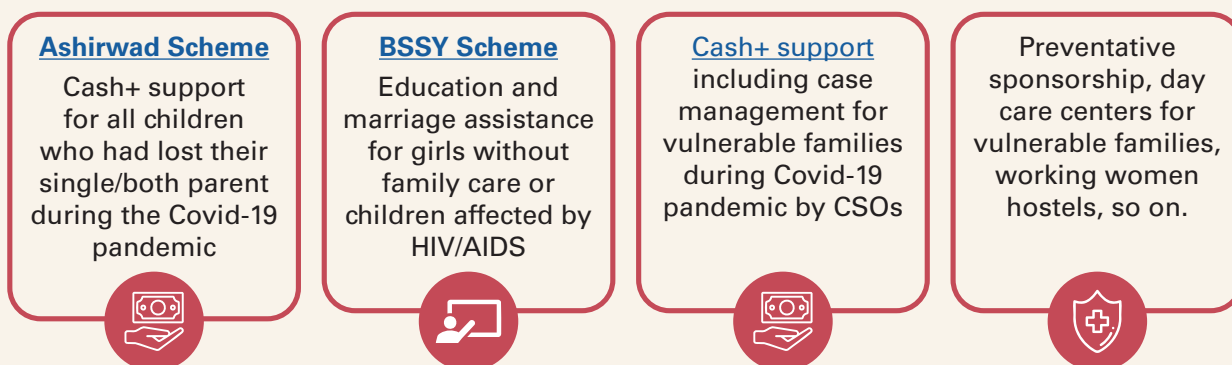 Ashirwad Scheme
Cash+ support
for all children
who had lost their
single/both parent
during the Covid-19
pandemic
BSSY Scheme
Education and
marriage assistance
for girls without
family care or
children affected by
HIV/AIDS
Cash+ support
including case
management for
vulnerable families
during Covid-19
pandemic by CSOs
Preventative
sponsorship, day
care centers for
vulnerable families,
working women
hostels, so on.